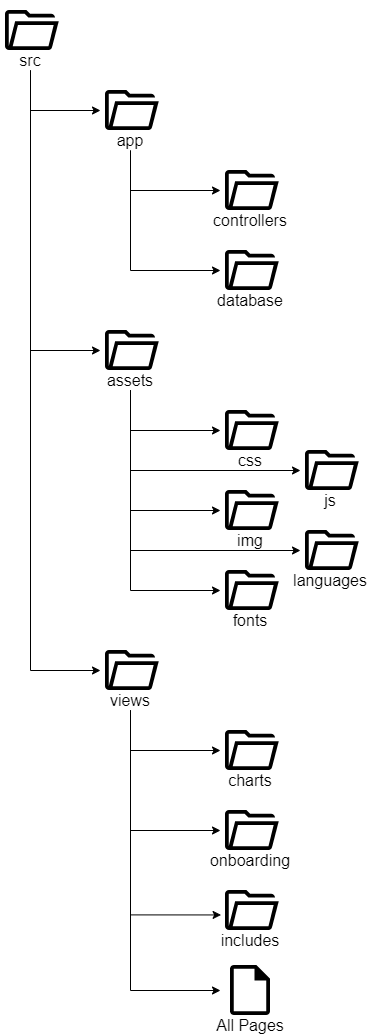 src
app
controllers
database
assets
css
js
img
languages
fonts
views
charts
onboarding
includes
All Pages